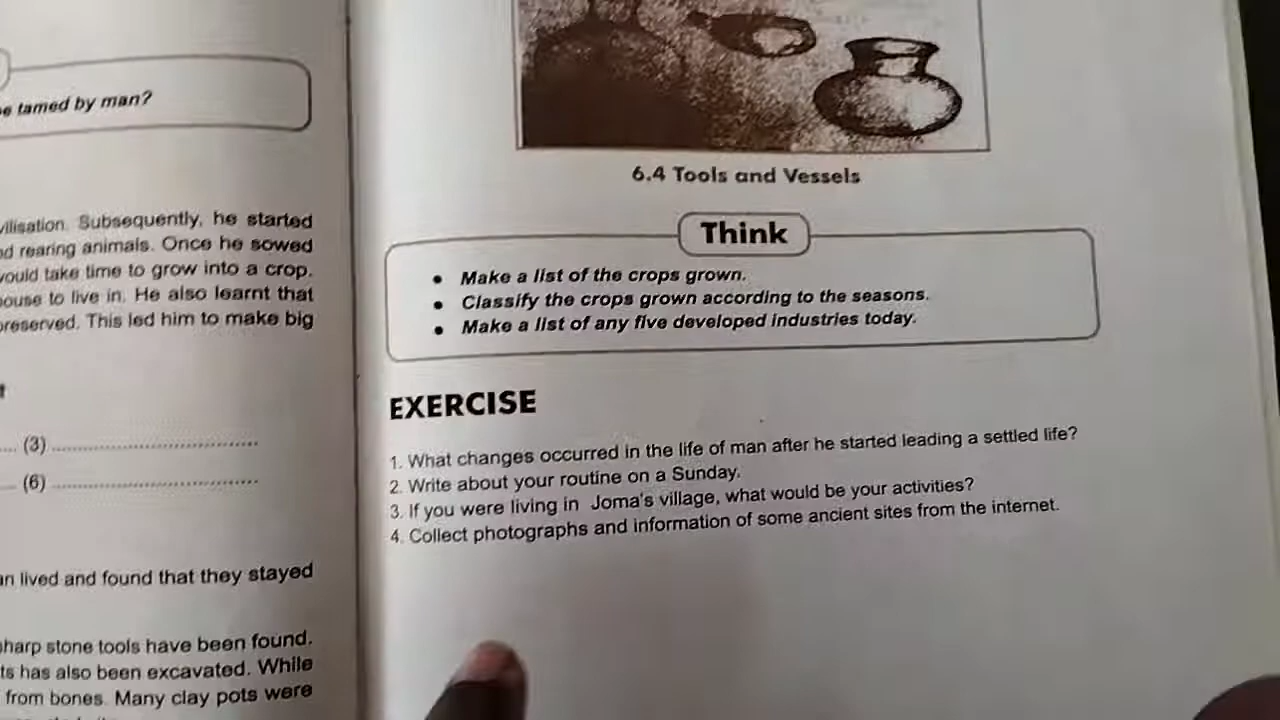 be tamed by man?
vilisation. Subsequently, he started
rearing animals. Once he sowed
would take time to grow into a crop.
house to live in. He also learnt that
preserved. This led him to make big
(3) ........................................
(6) ........................................
lived and found that they stayed
sharp stone tools have been found.
has also been excavated. While
from bones. Many clay pots were
6.4 Tools and Vessels
Think
• Make a list of the crops grown.
• Classify the crops grown according to the seasons.
• Make a list of any five developed industries today.
EXERCISE
1. What changes occurred in the life of man after he started leading a settled life?
2. Write about your routine on a Sunday.
3. If you were living in Joma's village, what would be your activities?
4. Collect photographs and information of some ancient sites from the internet.